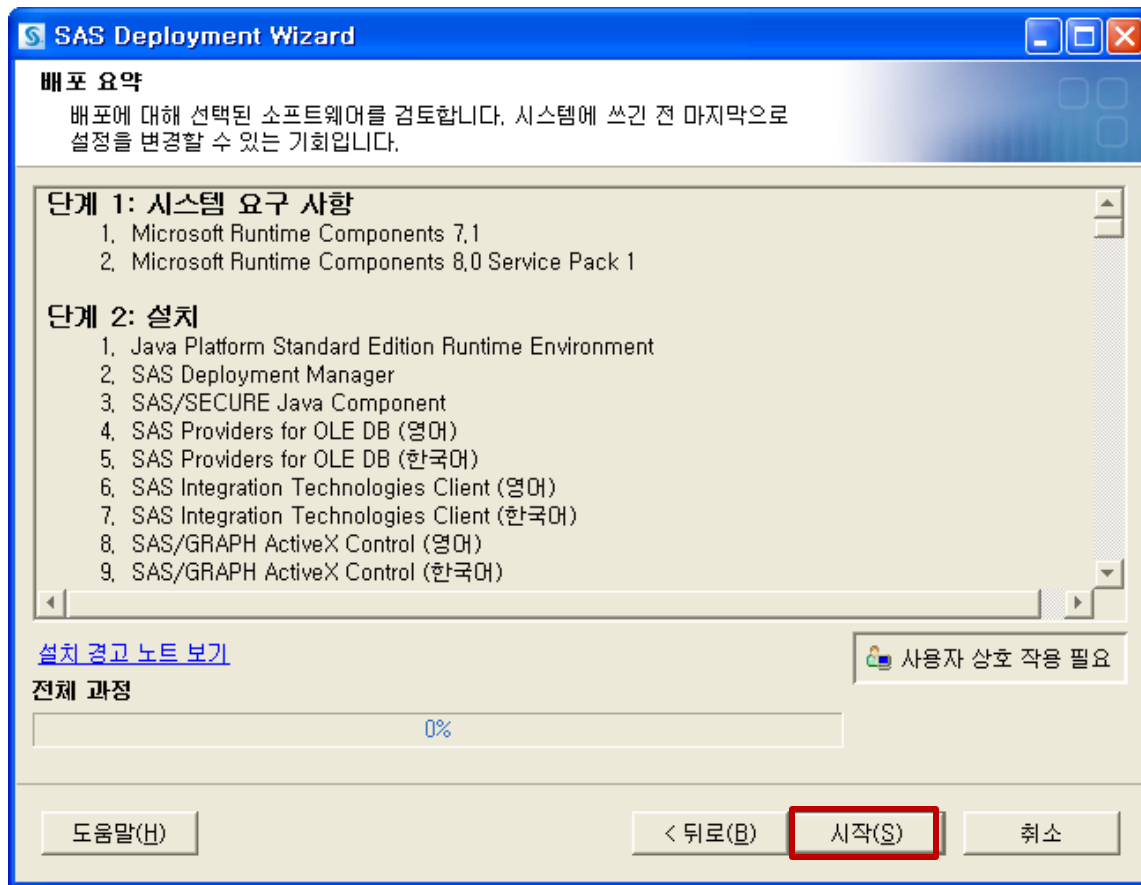 SAS Deployment Wizard
배포 요약
배포에 대해 선택된 소프트웨어를 검토합니다. 시스템에 쓰긴 전 마지막으로
설정을 변경할 수 있는 기회입니다.
단계 1: 시스템 요구 사항
1. Microsoft Runtime Components 7.1
2. Microsoft Runtime Components 8.0 Service Pack 1
단계 2: 설치
1. Java Platform Standard Edition Runtime Environment
2. SAS Deployment Manager
3. SAS/SECURE Java Component
4. SAS Providers for OLE DB (영어)
5. SAS Providers for OLE DB (한국어)
6. SAS Integration Technologies Client (영어)
7. SAS Integration Technologies Client (한국어)
8. SAS/GRAPH ActiveX Control (영어)
9. SAS/GRAPH ActiveX Control (한국어)
설치 경고 노트 보기
사용자 상호 작용 필요
전체 과정
0%
도움말(H)
< 뒤로(B)
시작(S)
취소